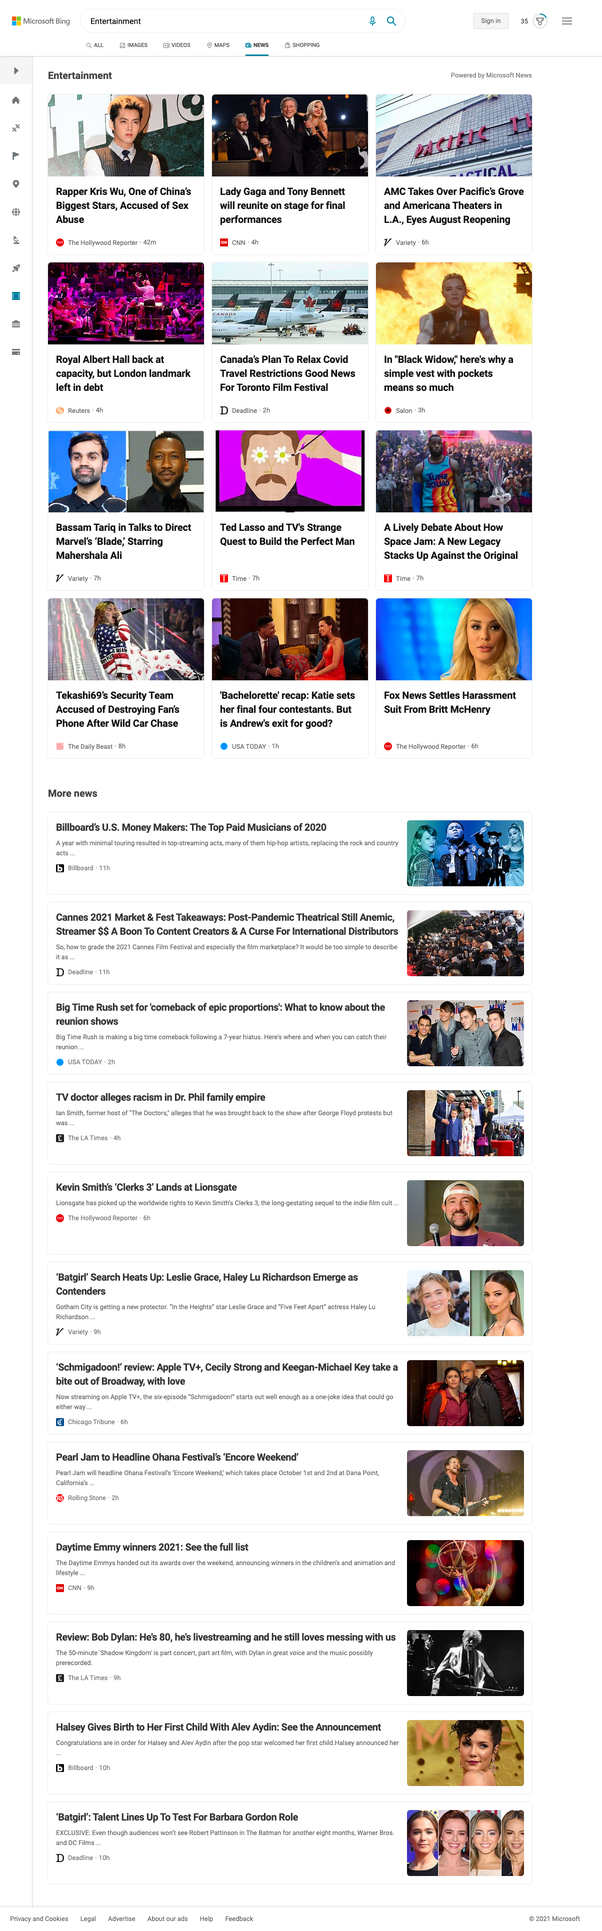 Microsoft Bing
Entertainment
Sign in
35
ALL
IMAGES
VIDEOS
MAPS
NEWS
SHOPPING
Entertainment
Powered by Microsoft News
PACIFIC
Rapper Kris Wu, One of China's
Biggest Stars, Accused of Sex
Abuse
The Hollywood Reporter · 42m
Lady Gaga and Tony Bennett
will reunite on stage for final
performances
CNN · 4h
AMC Takes Over Pacific's Grove
and Americana Theaters in
L.A., Eyes August Reopening
Variety · 6h
Royal Albert Hall back at
capacity, but London landmark
left in debt
Reuters · 4h
Canada's Plan To Relax Covid
Travel Restrictions Good News
For Toronto Film Festival
Deadline · 2h
In "Black Widow," here's why a
simple vest with pockets
means so much
Salon · 3h
Bassam Tariq in Talks to Direct
Marvel's 'Blade,' Starring
Mahershala Ali
Variety · 7h
Ted Lasso and TV's Strange
Quest to Build the Perfect Man
Time · 7h
A Lively Debate About How
Space Jam: A New Legacy
Stacks Up Against the Original
Time · 7h
Tekashi69's Security Team
Accused of Destroying Fan's
Phone After Wild Car Chase
The Daily Beast · 8h
'Bachelorette' recap: Katie sets
her final four contestants. But
is Andrew's exit for good?
USA TODAY · 1h
Fox News Settles Harassment
Suit From Britt McHenry
The Hollywood Reporter · 6h
More news
Billboard's U.S. Money Makers: The Top Paid Musicians of 2020
A year with minimal touring resulted in top-streaming acts, many of them hip-hop artists, replacing the rock and country
acts ...
Billboard · 11h
Cannes 2021 Market & Fest Takeaways: Post-Pandemic Theatrical Still Anemic,
Streamer $$ A Boon To Content Creators & A Curse For International Distributors
So, how to grade the 2021 Cannes Film Festival and especially the film marketplace? It would be too simple to describe
it as ...
Deadline · 11h
Big Time Rush set for 'comeback of epic proportions': What to know about the
reunion shows
Big Time Rush is making a big time comeback following a 7-year hiatus. Here's where and when you can catch their
reunion ...
USA TODAY · 2h
TV doctor alleges racism in Dr. Phil family empire
Ian Smith, former host of "The Doctors," alleges that he was brought back to the show after George Floyd protests but
was ...
The LA Times · 4h
Kevin Smith's 'Clerks 3' Lands at Lionsgate
Lionsgate has picked up the worldwide rights to Kevin Smith's Clerks 3, the long-gestating sequel to the indie film cult ...
The Hollywood Reporter · 6h
'Batgirl' Search Heats Up: Leslie Grace, Haley Lu Richardson Emerge as
Contenders
Gotham City is getting a new protector. "In the Heights" star Leslie Grace and "Five Feet Apart" actress Haley Lu
Richardson ...
Variety · 9h
'Schmigadoon!' review: Apple TV+, Cecily Strong and Keegan-Michael Key take a
bite out of Broadway, with love
Now streaming on Apple TV+, the six-episode "Schmigadoon!" starts out well enough as a one-joke idea that could go
either way ...
Chicago Tribune · 6h
Pearl Jam to Headline Ohana Festival's 'Encore Weekend'
Pearl Jam will headline Ohana Festival's 'Encore Weekend,' which takes place October 1st and 2nd at Dana Point,
California's ...
Rolling Stone · 2h
Daytime Emmy winners 2021: See the full list
The Daytime Emmys handed out its awards over the weekend, announcing winners in the children's and animation and
lifestyle ...
CNN · 9h
Review: Bob Dylan: He's 80, he's livestreaming and he still loves messing with us
The 50-minute 'Shadow Kingdom' is part concert, part art film, with Dylan in great voice and the music possibly
prerecorded.
The LA Times · 9h
Halsey Gives Birth to Her First Child With Alev Aydin: See the Announcement
Congratulations are in order for Halsey and Alev Aydin after the pop star welcomed her first child.Halsey announced her
...
Billboard · 10h
'Batgirl': Talent Lines Up To Test For Barbara Gordon Role
EXCLUSIVE: Even though audiences won't see Robert Pattinson in The Batman for another eight months, Warner Bros.
and DC Films ...
Deadline · 10h
Privacy and Cookies
Legal
Advertise
About our ads
Help
Feedback
© 2021 Microsoft